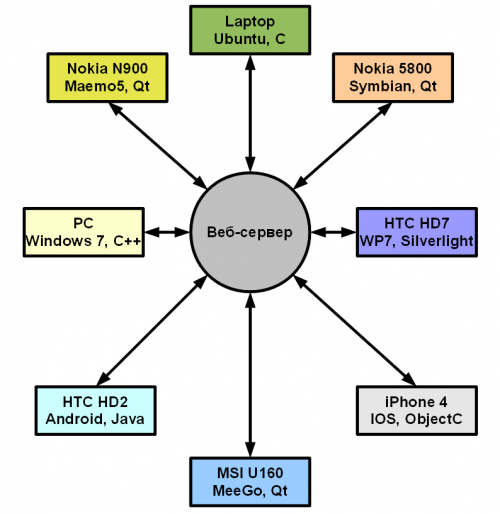 Laptop
Ubuntu, C
Nokia N900
Maemo5, Qt
Nokia 5800
Symbian, Qt
PC
Windows 7, C++
Веб-сервер
HTC HD7
WP7, Silverlight
HTC HD2
Android, Java
iPhone 4
IOS, ObjectC
MSI U160
MeeGo, Qt